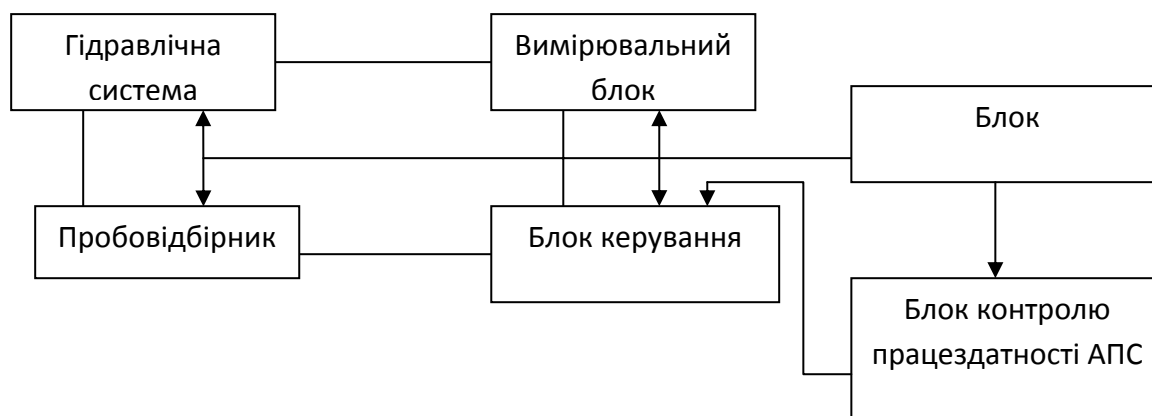 Гідравлічна
система
Вимірювальний
блок
Блок
Пробовідбірник
Блок керування
Блок контролю
працездатності АПС